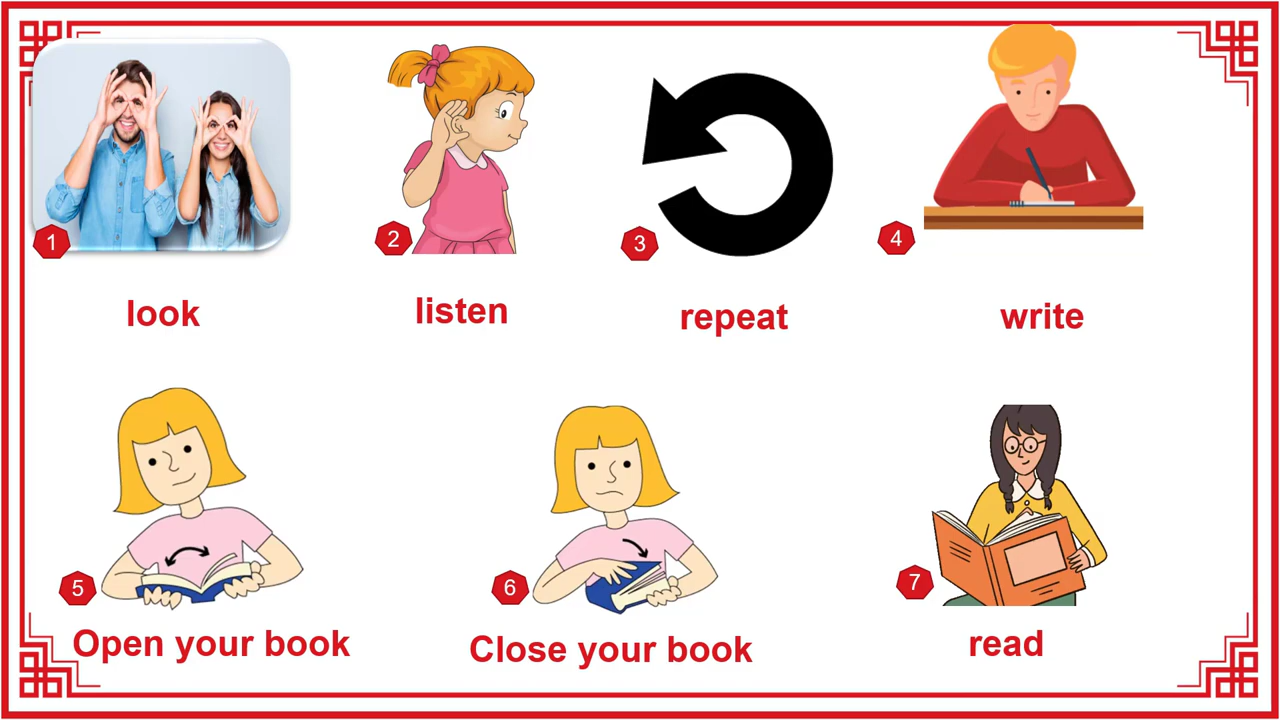 1
look
2
listen
3
repeat
4
write
5
Open your book
6
Close your book
7
read